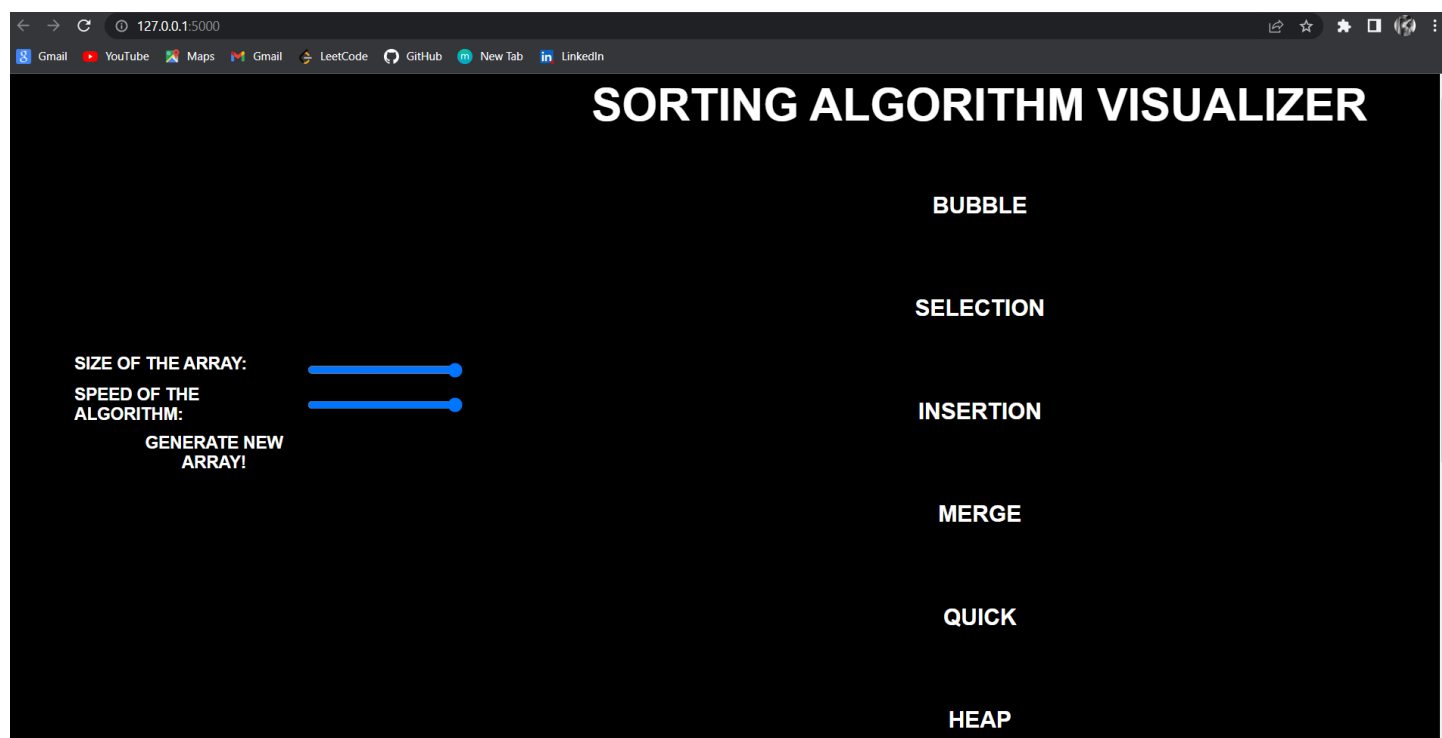 127.0.0.1:5000
Gmail YouTube Maps Gmail LeetCode GitHub New Tab LinkedIn
SORTING ALGORITHM VISUALIZER
SIZE OF THE ARRAY:
SPEED OF THE
ALGORITHM:
GENERATE NEW
ARRAY!
BUBBLE
SELECTION
INSERTION
MERGE
QUICK
HEAP